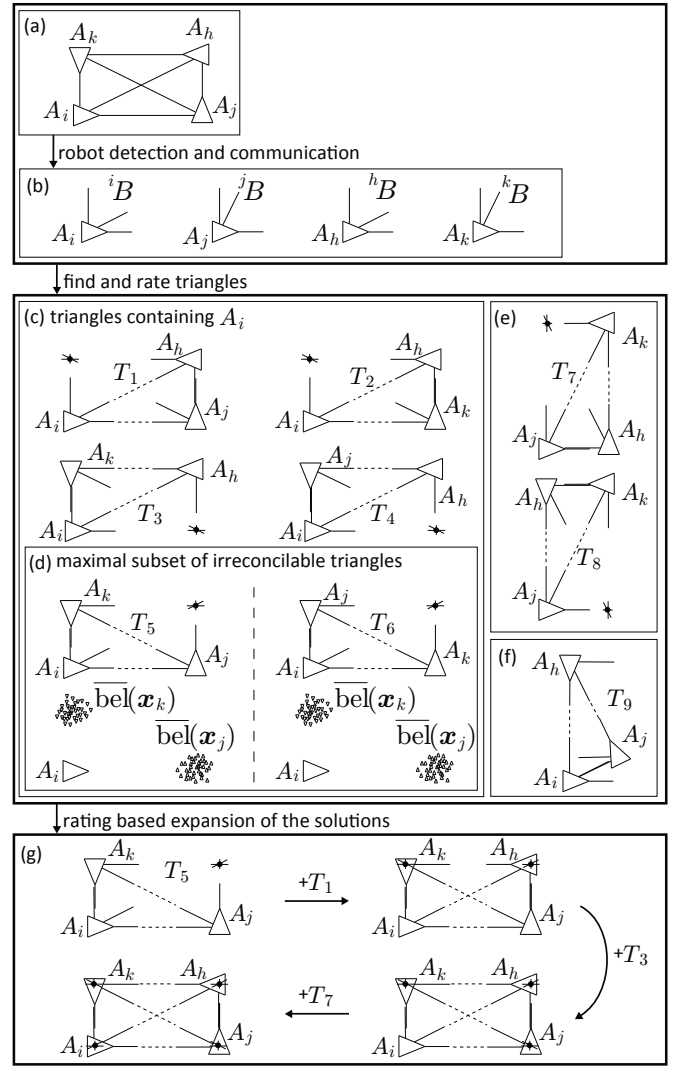 (a)
A_k A_h
A_i A_j
robot detection and communication
(b) ^iB ^jB ^hB ^kB
A_i A_j A_h A_k
find and rate triangles
(c) triangles containing A_i
A_h A_h
T_1 T_2
A_i A_j A_i A_k
A_k A_h A_j A_h
T_3 T_4
A_i A_i
(d) maximal subset of irreconcilable triangles
A_k A_j
T_5 T_6
A_i A_j A_i A_k
bel(x_k) bel(x_k)
bel(x_j) bel(x_j)
A_i A_i
(e)
A_k
T_7
A_j A_h
A_h A_k
T_8
A_j
(f)
A_h
T_9
A_j
A_i
rating based expansion of the solutions
(g)
A_k T_5 +T_1 A_k A_h
A_i A_j A_i A_j
+T_3
A_k A_h +T_7 A_k A_h
A_i A_j A_i A_j